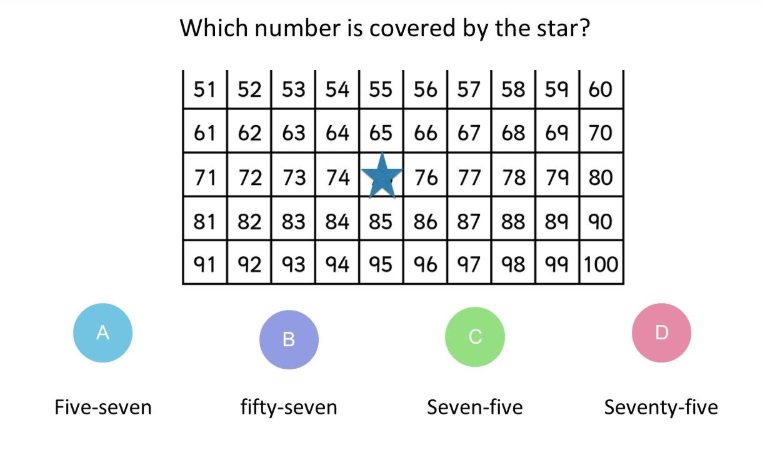 Which number is covered by the star?
51 52 53 54 55 56 57 58 59 60
61 62 63 64 65 66 67 68 69 70
71 72 73 74 76 77 78 79 80
81 82 83 84 85 86 87 88 89 90
91 92 93 94 95 96 97 98 99 100
A B C D
Five-seven fifty-seven Seven-five Seventy-five